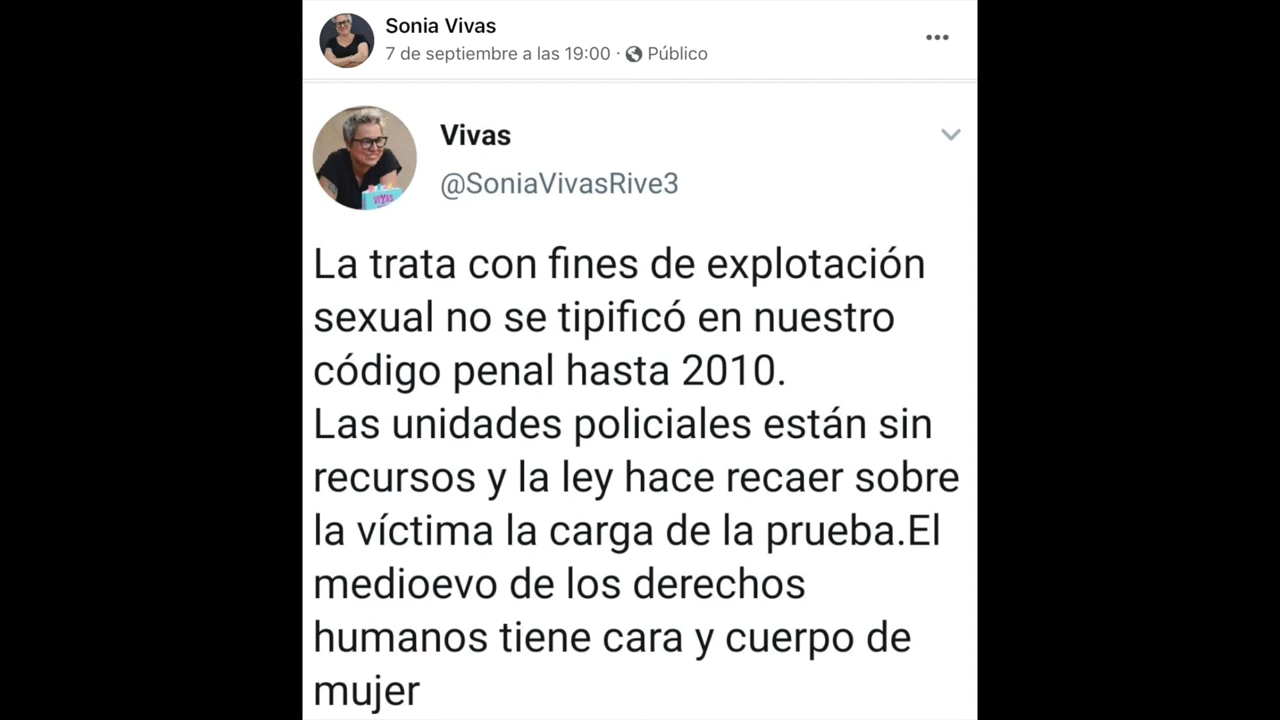 Sonia Vivas
7 de septiembre a las 19:00 · Público
Vivas
@SoniaVivasRive3
VIVAS
La trata con fines de explotación
sexual no se tipificó en nuestro
código penal hasta 2010.
Las unidades policiales están sin
recursos y la ley hace recaer sobre
la víctima la carga de la prueba.El
medioevo de los derechos
humanos tiene cara y cuerpo de
mujer